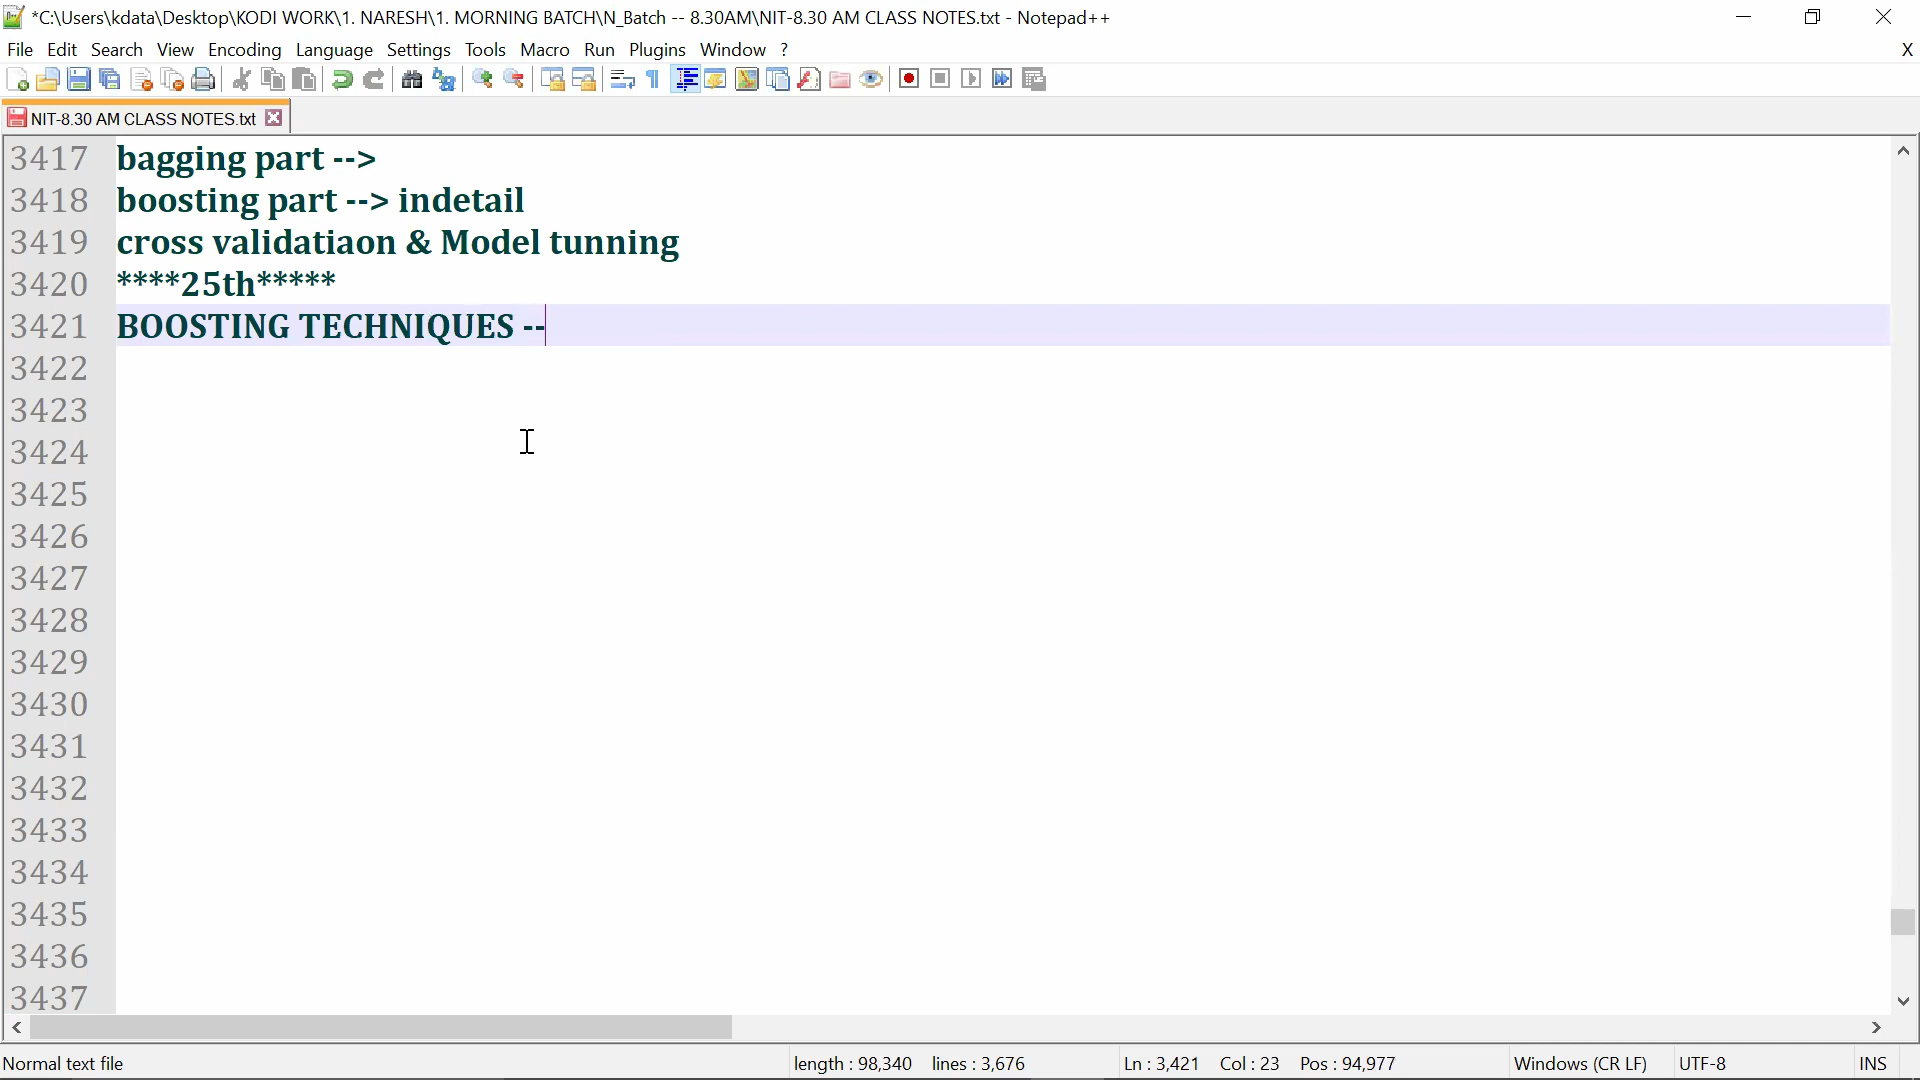 *C:\Users\kdata\Desktop\KODI WORK\1. NARESH\1. MORNING BATCH\N_Batch -- 8.30AM\NIT-8.30 AM CLASS NOTES.txt - Notepad++
File Edit Search View Encoding Language Settings Tools Macro Run Plugins Window ? X
NIT-8.30 AM CLASS NOTES.txt
3417 bagging part -->
3418 boosting part --> indetail
3419 cross validatiaon & Model tunning
3420 ****25th*****
3421 BOOSTING TECHNIQUES --
3422
3423
3424
3425
3426
3427
3428
3429
3430
3431
3432
3433
3434
3435
3436
3437
Normal text file length : 98,340 lines : 3,676 Ln : 3,421 Col : 23 Pos : 94,977 Windows (CR LF) UTF-8 INS